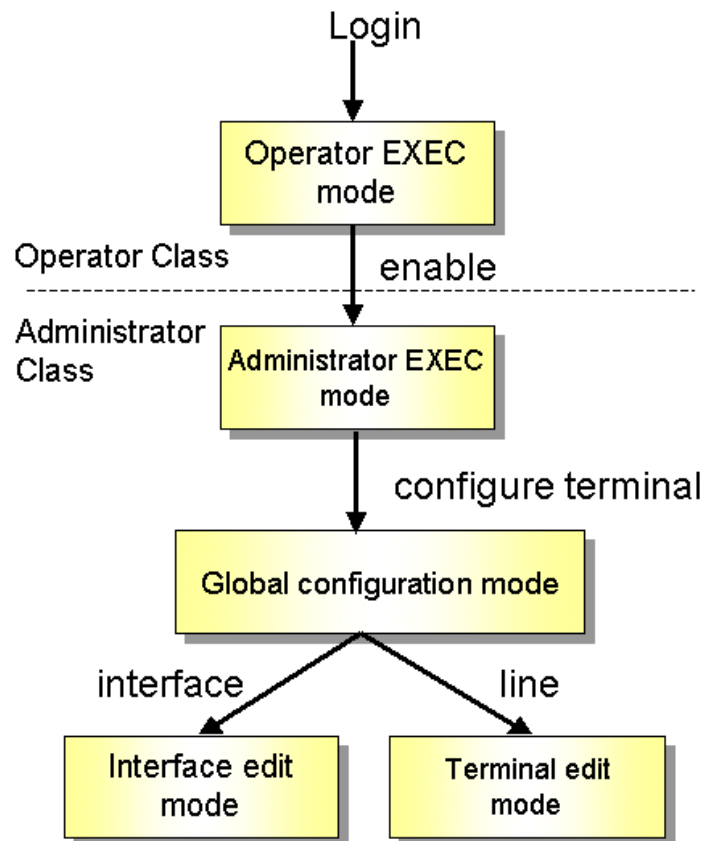 Login
Operator EXEC
mode
Operator Class
enable
Administrator
Class
Administrator EXEC
mode
configure terminal
Global configuration mode
interface
line
Interface edit
mode
Terminal edit
mode